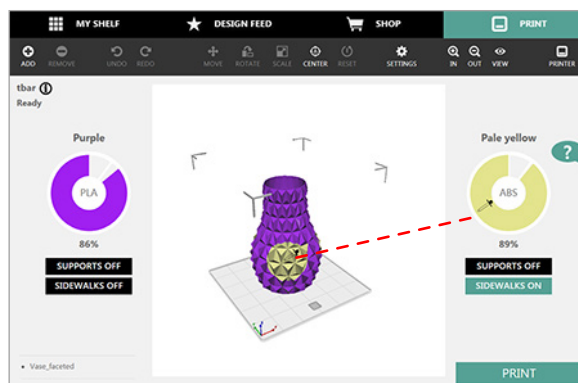 MY SHELF
DESIGN FEED
SHOP
PRINT
ADD
REMOVE
UNDO
REDO
MOVE
ROTATE
SCALE
CENTER
RESET
SETTINGS
IN
OUT
VIEW
PRINTER
tbar
Ready
Purple
PLA
86%
SUPPORTS OFF
SIDEWALKS OFF
Pale yellow
?
ABS
89%
SUPPORTS OFF
SIDEWALKS ON
• Vase_faceted
PRINT